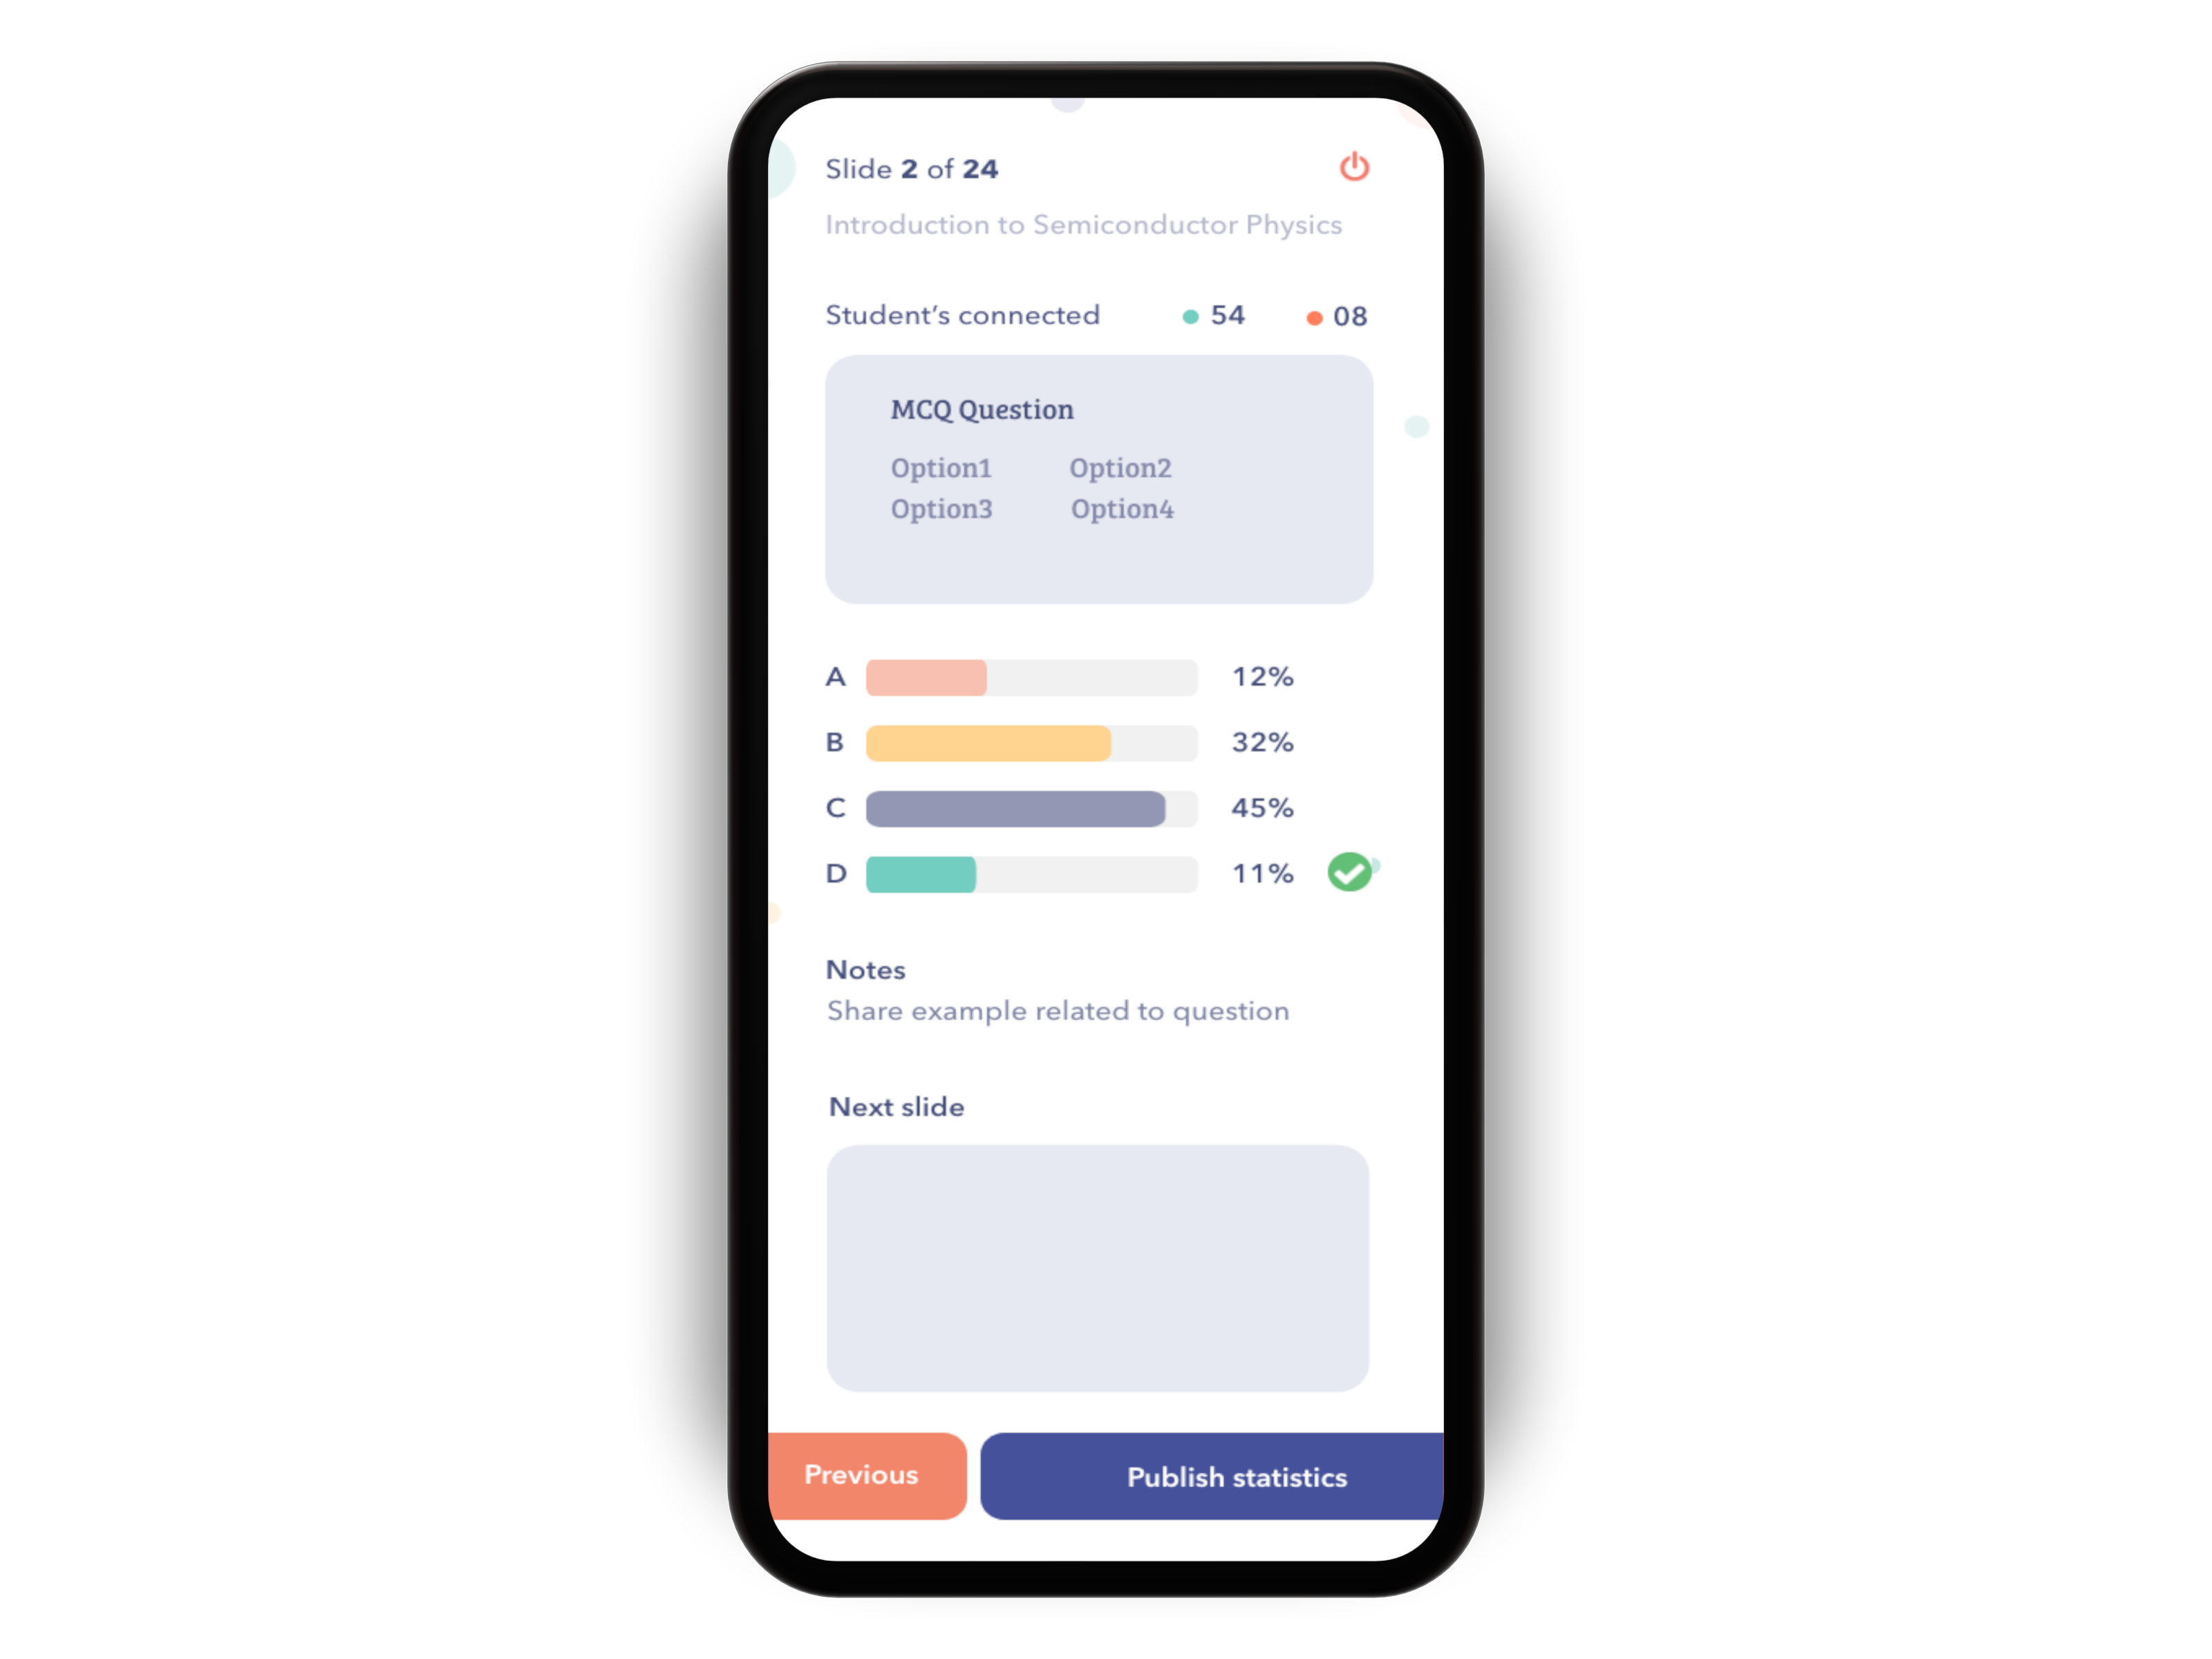 Slide 2 of 24
Introduction to Semiconductor Physics
Student’s connected 54 08
MCQ Question
Option1 Option2
Option3 Option4
A 12%
B 32%
C 45%
D 11%
Notes
Share example related to question
Next slide
Previous Publish statistics